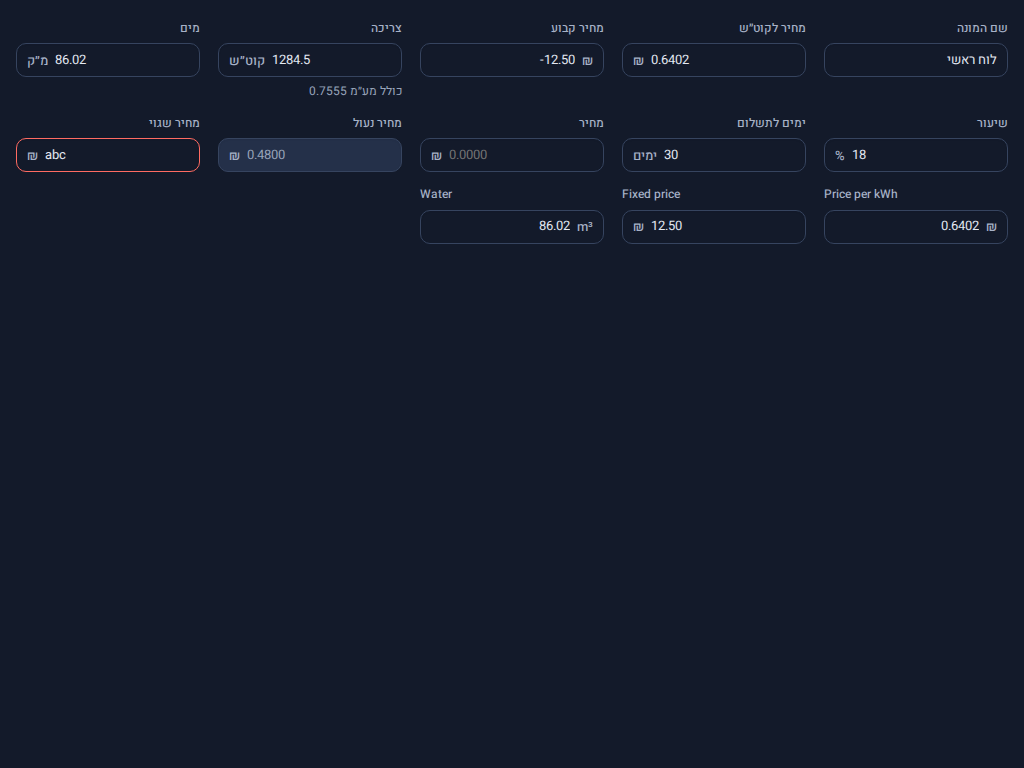 שם המונה
לוח ראשי
מחיר לקוט"ש
₪ 0.6402
מחיר קבוע
-12.50 ₪
צריכה
קוט"ש 1284.5
כולל מע"מ 0.7555
מים
מ"ק 86.02
שיעור
% 18
ימים לתשלום
ימים 30
מחיר
₪ 0.0000
מחיר נעול
₪ 0.4800
מחיר שגוי
₪ abc
Price per kWh
0.6402 ₪
Fixed price
₪ 12.50
Water
86.02 m³